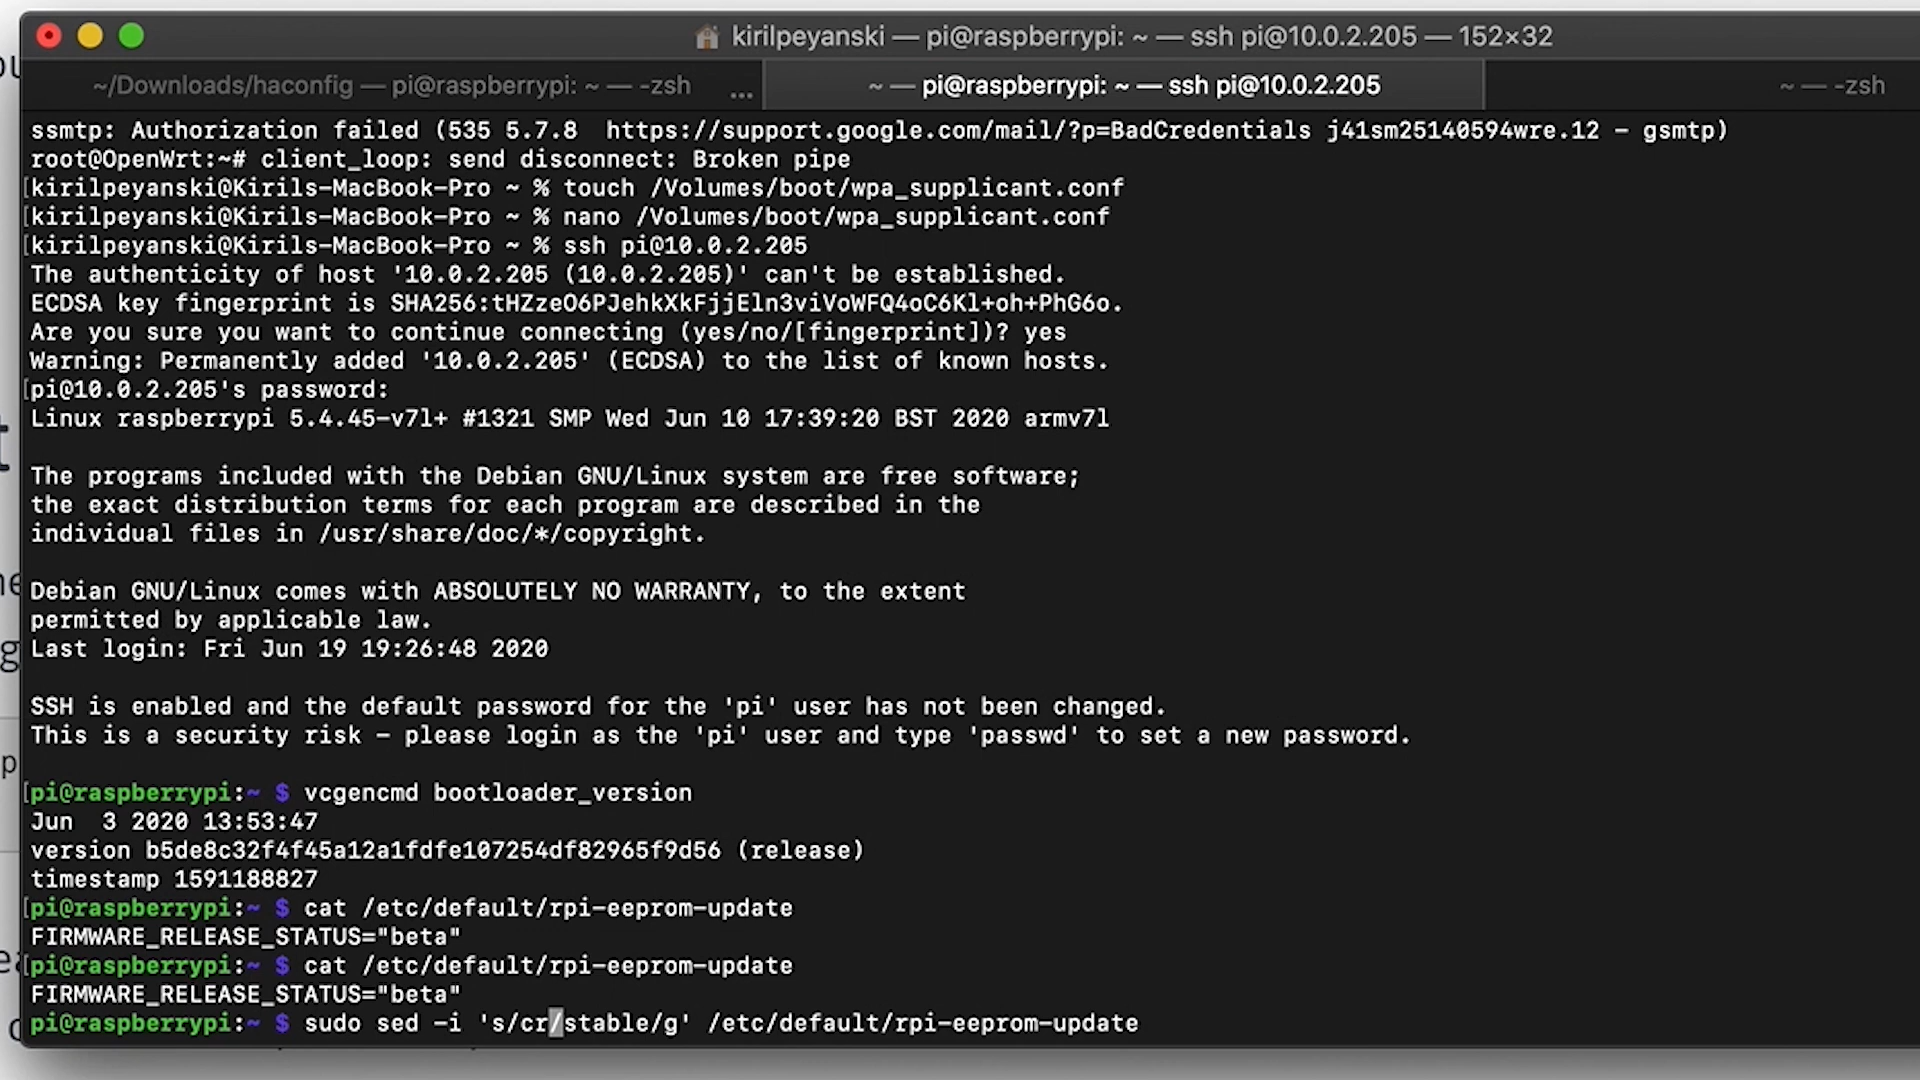 kirilpeyanski — pi@raspberrypi: ~ — ssh pi@10.0.2.205 — 152×32
~/Downloads/haconfig — pi@raspberrypi: ~ — -zsh ...
~ — pi@raspberrypi: ~ — ssh pi@10.0.2.205
~ — -zsh
ssmtp: Authorization failed (535 5.7.8  https://support.google.com/mail/?p=BadCredentials j41sm25140594wre.12 - gsmtp)
root@OpenWrt:~# client_loop: send disconnect: Broken pipe
[kirilpeyanski@Kirils-MacBook-Pro ~ % touch /Volumes/boot/wpa_supplicant.conf
[kirilpeyanski@Kirils-MacBook-Pro ~ % nano /Volumes/boot/wpa_supplicant.conf
[kirilpeyanski@Kirils-MacBook-Pro ~ % ssh pi@10.0.2.205
The authenticity of host '10.0.2.205 (10.0.2.205)' can't be established.
ECDSA key fingerprint is SHA256:tHZzeO6PJehkXkFjjEln3viVoWFQ4oC6Kl+oh+PhG6o.
Are you sure you want to continue connecting (yes/no/[fingerprint])? yes
Warning: Permanently added '10.0.2.205' (ECDSA) to the list of known hosts.
[pi@10.0.2.205's password:
Linux raspberrypi 5.4.45-v7l+ #1321 SMP Wed Jun 10 17:39:20 BST 2020 armv7l
The programs included with the Debian GNU/Linux system are free software;
the exact distribution terms for each program are described in the
individual files in /usr/share/doc/*/copyright.
Debian GNU/Linux comes with ABSOLUTELY NO WARRANTY, to the extent
permitted by applicable law.
Last login: Fri Jun 19 19:26:48 2020
SSH is enabled and the default password for the 'pi' user has not been changed.
This is a security risk - please login as the 'pi' user and type 'passwd' to set a new password.
[pi@raspberrypi:~ $ vcgencmd bootloader_version
Jun  3 2020 13:53:47
version b5de8c32f4f45a12a1fdfe107254df82965f9d56 (release)
timestamp 1591188827
[pi@raspberrypi:~ $ cat /etc/default/rpi-eeprom-update
FIRMWARE_RELEASE_STATUS="beta"
[pi@raspberrypi:~ $ cat /etc/default/rpi-eeprom-update
FIRMWARE_RELEASE_STATUS="beta"
pi@raspberrypi:~ $ sudo sed -i 's/cr/stable/g' /etc/default/rpi-eeprom-update